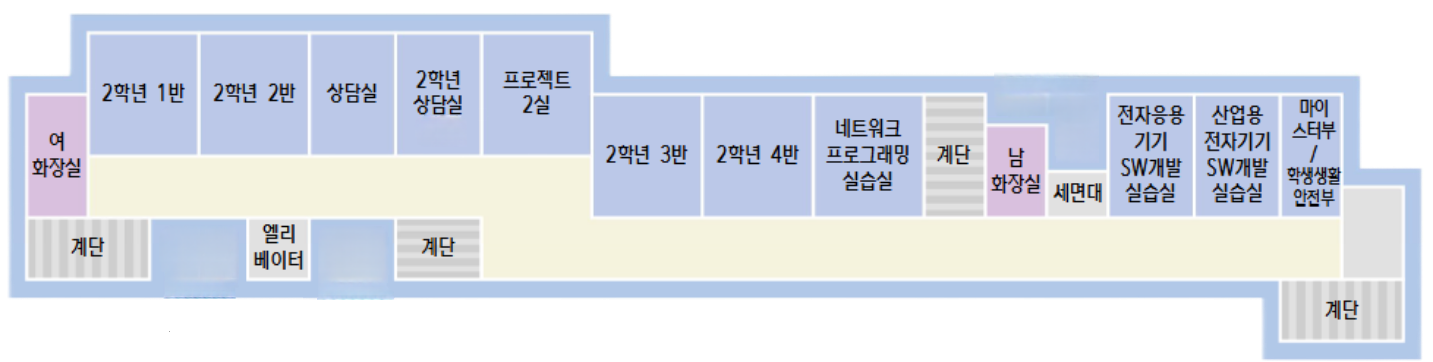 여
화장실
2학년 1반
2학년 2반
상담실
2학년
상담실
프로젝트
2실
2학년 3반
2학년 4반
네트워크
프로그래밍
실습실
계단
남
화장실
세면대
전자응용
기기
SW개발
실습실
산업용
전자기기
SW개발
실습실
마이
스터부
/
학생생활
안전부
계단
엘리
베이터
계단
계단